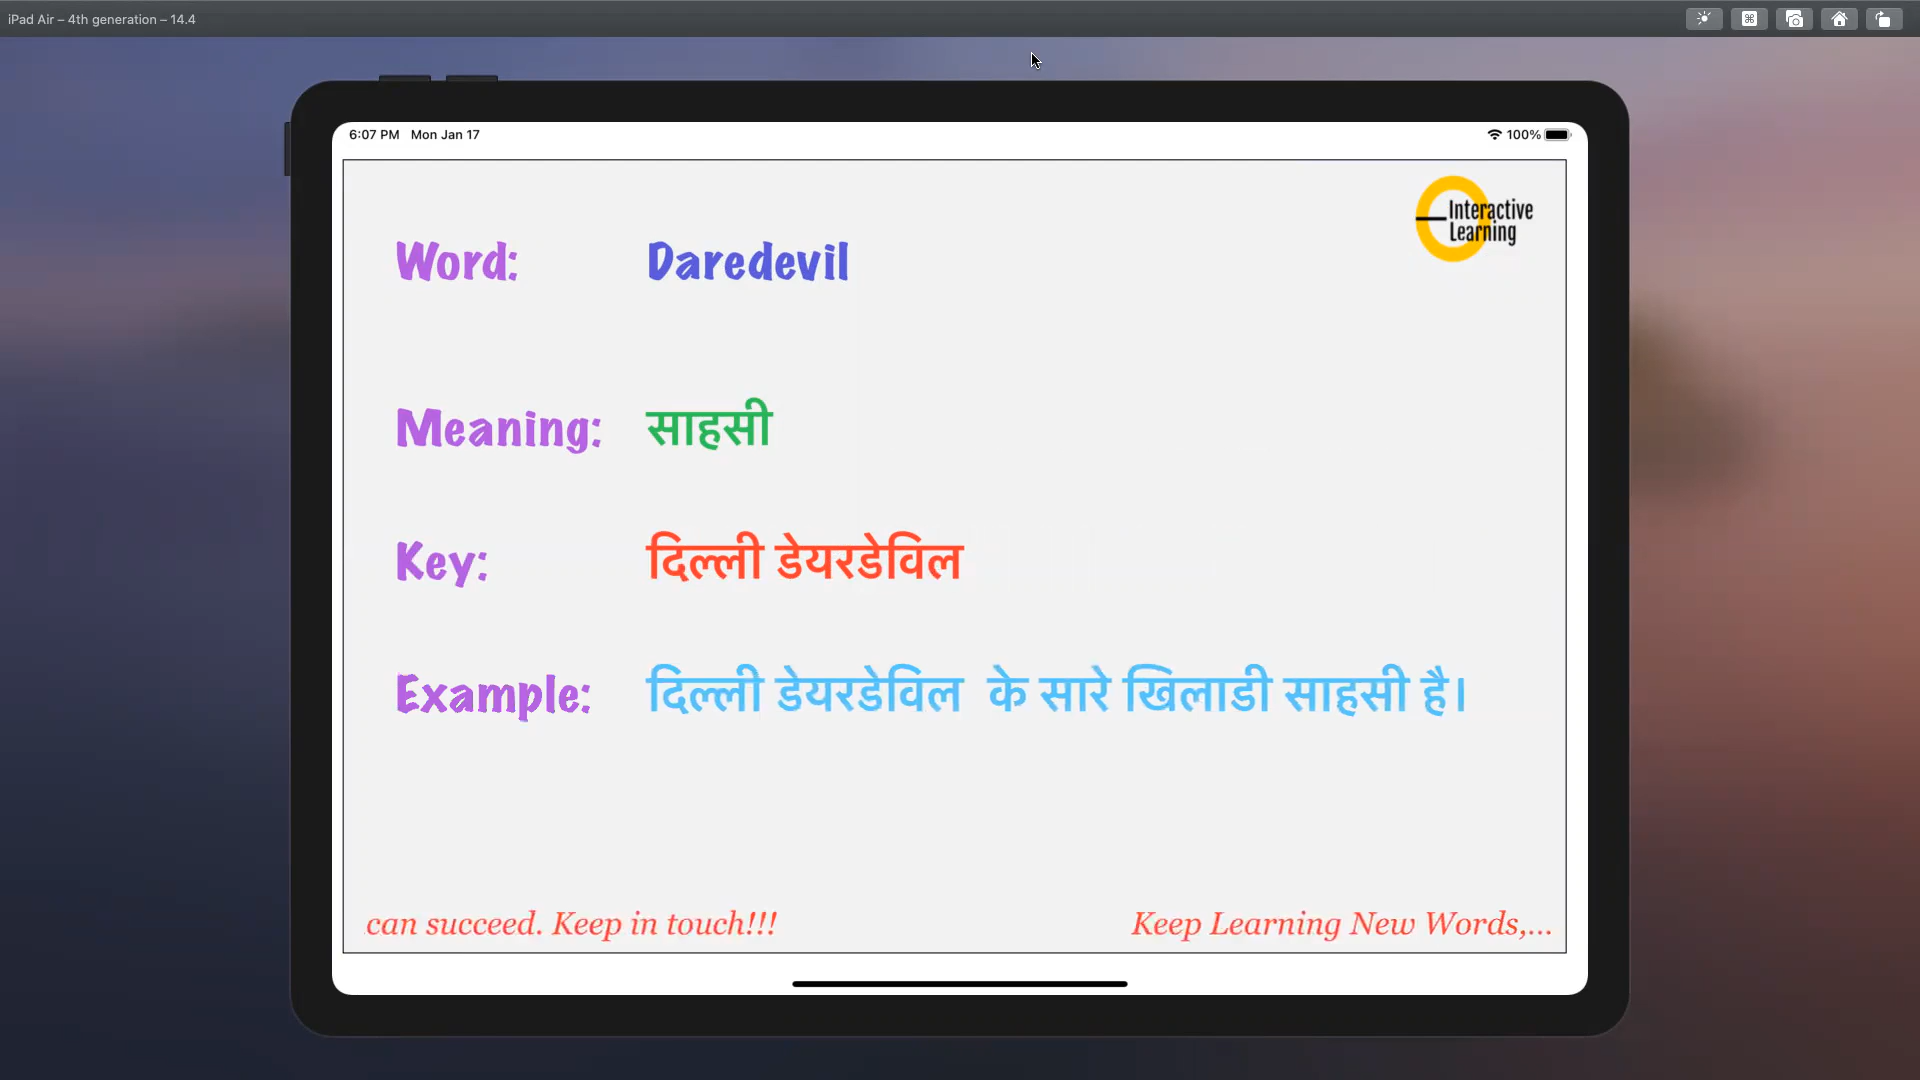 iPad Air – 4th generation – 14.4
6:07 PM Mon Jan 17
100%
Interactive
Learning
Word: Daredevil
Meaning: साहसी
Key: दिल्ली डेयरडेविल
Example: दिल्ली डेयरडेविल के सारे खिलाडी साहसी है।
can succeed. Keep in touch!!! Keep Learning New Words,...